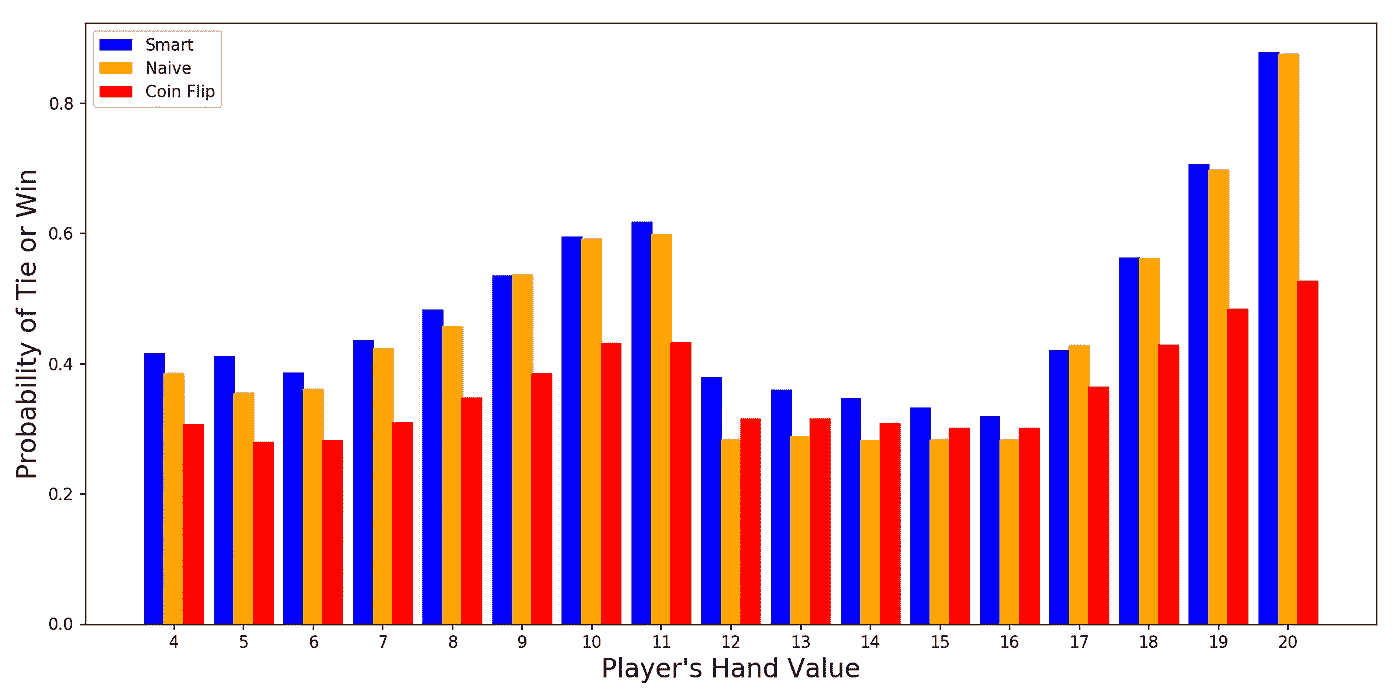 Smart
Naive
Coin Flip
Probability of Tie or Win
0.8
0.6
0.4
0.2
0.0
4 5 6 7 8 9 10 11 12 13 14 15 16 17 18 19 20
Player's Hand Value